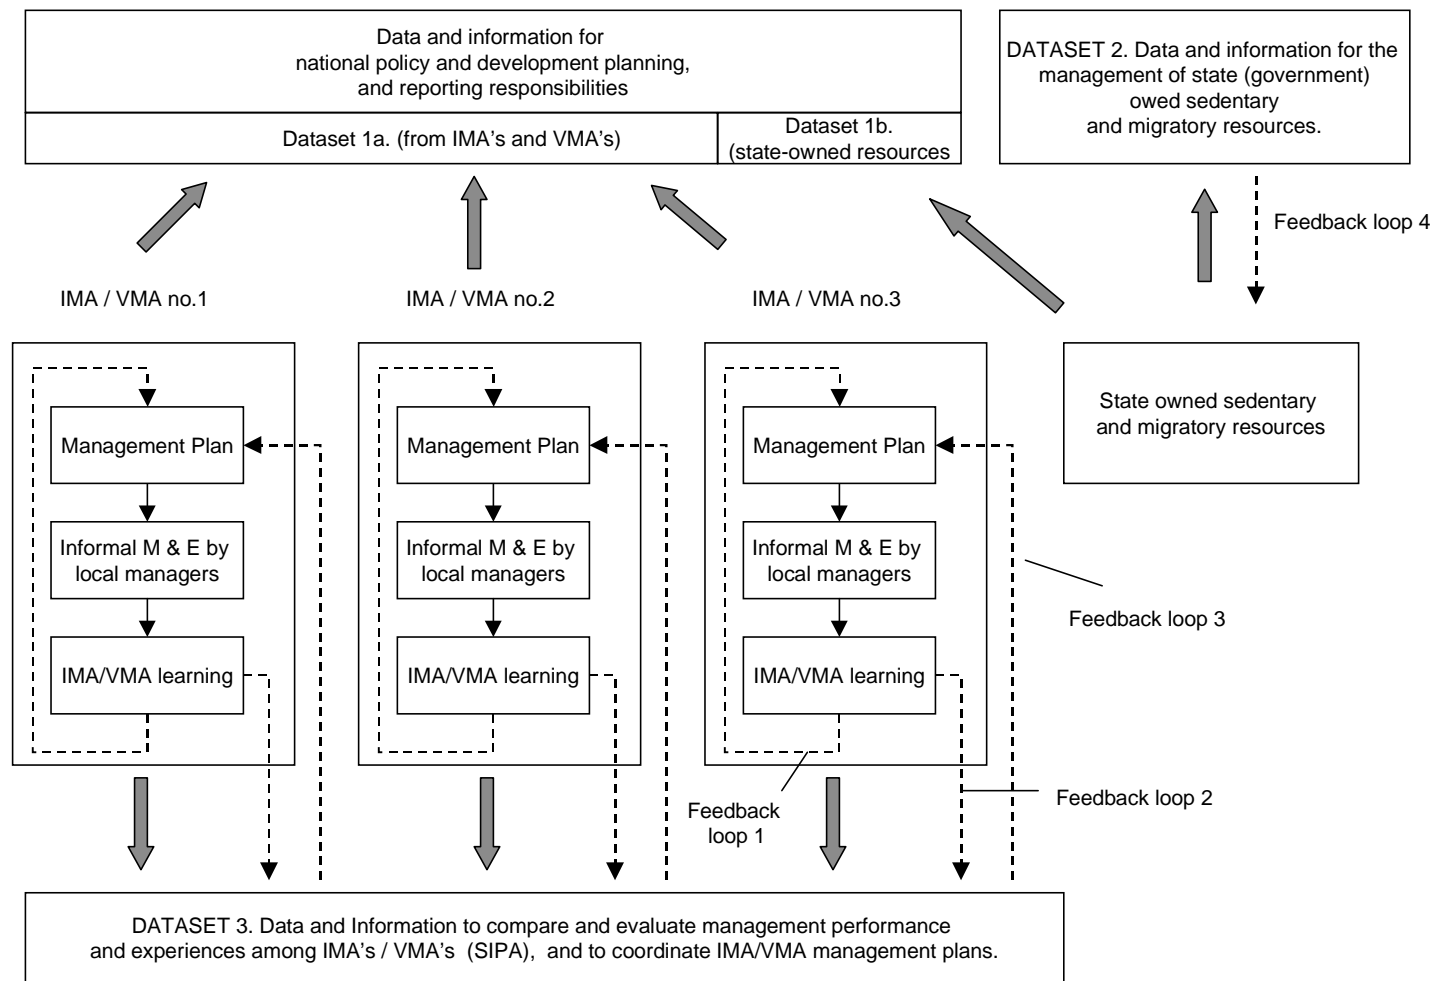 Data and information for
national policy and development planning,
and reporting responsibilities
Dataset 1a. (from IMA's and VMA's)
Dataset 1b.
(state-owned resources
DATASET 2. Data and information for the
management of state (government)
owed sedentary
and migratory resources.
Feedback loop 4
IMA / VMA no.1
IMA / VMA no.2
IMA / VMA no.3
Management Plan
Informal M & E by
local managers
IMA/VMA learning
Management Plan
Informal M & E by
local managers
IMA/VMA learning
Management Plan
Informal M & E by
local managers
IMA/VMA learning
State owned sedentary
and migratory resources
Feedback loop 3
Feedback loop 2
Feedback
loop 1
DATASET 3. Data and Information to compare and evaluate management performance
and experiences among IMA's / VMA's (SIPA), and to coordinate IMA/VMA management plans.